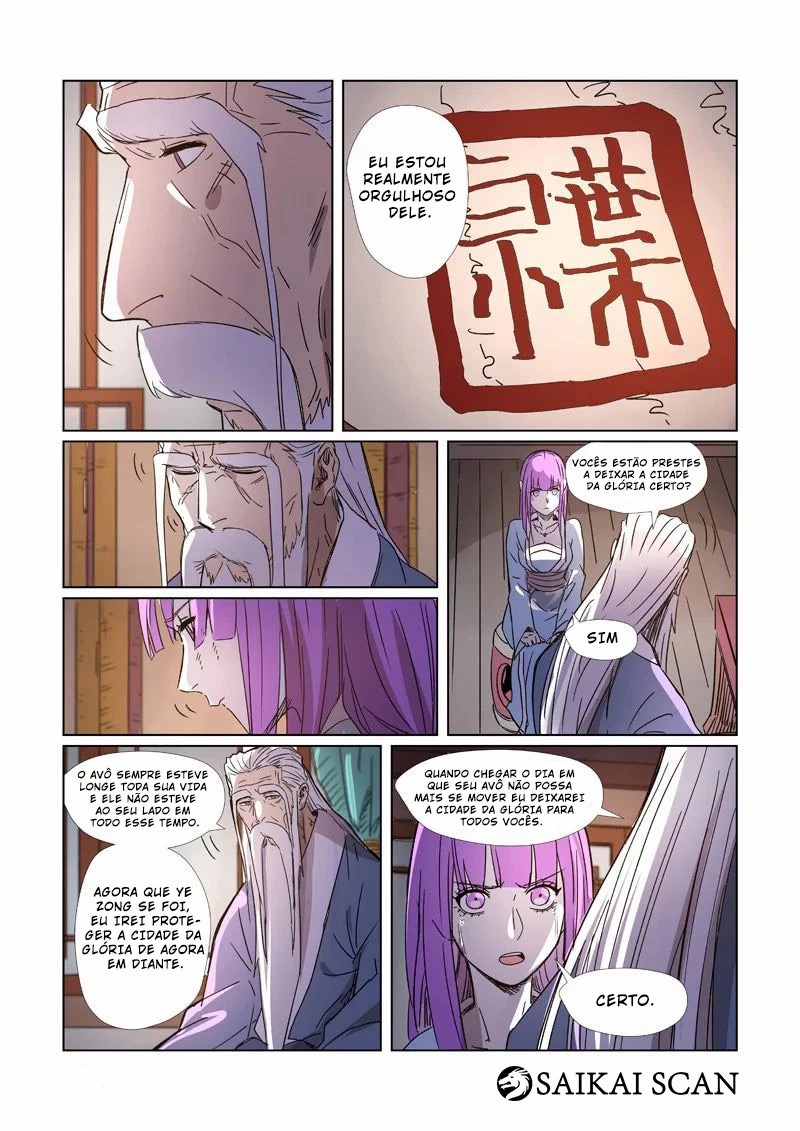 EU ESTOU
REALMENTE
ORGULHOSO
DELE.
VOCÊS ESTÃO PRESTES
A DEIXAR A CIDADE
DA GLÓRIA CERTO?
SIM
O AVÔ SEMPRE ESTEVE
LONGE TODA SUA VIDA
E ELE NÃO ESTEVE
AO SEU LADO EM
TODO ESSE TEMPO.
AGORA QUE YE
ZONG SE FOI,
EU IREI PROTE-
GER A CIDADE DA
GLÓRIA DE AGORA
EM DIANTE.
QUANDO CHEGAR O DIA EM
QUE SEU AVÔ NÃO POSSA
MAIS SE MOVER EU DEIXAREI
A CIDADE DA GLÓRIA PARA
TODOS VOCÊS.
CERTO.
SAIKAI SCAN